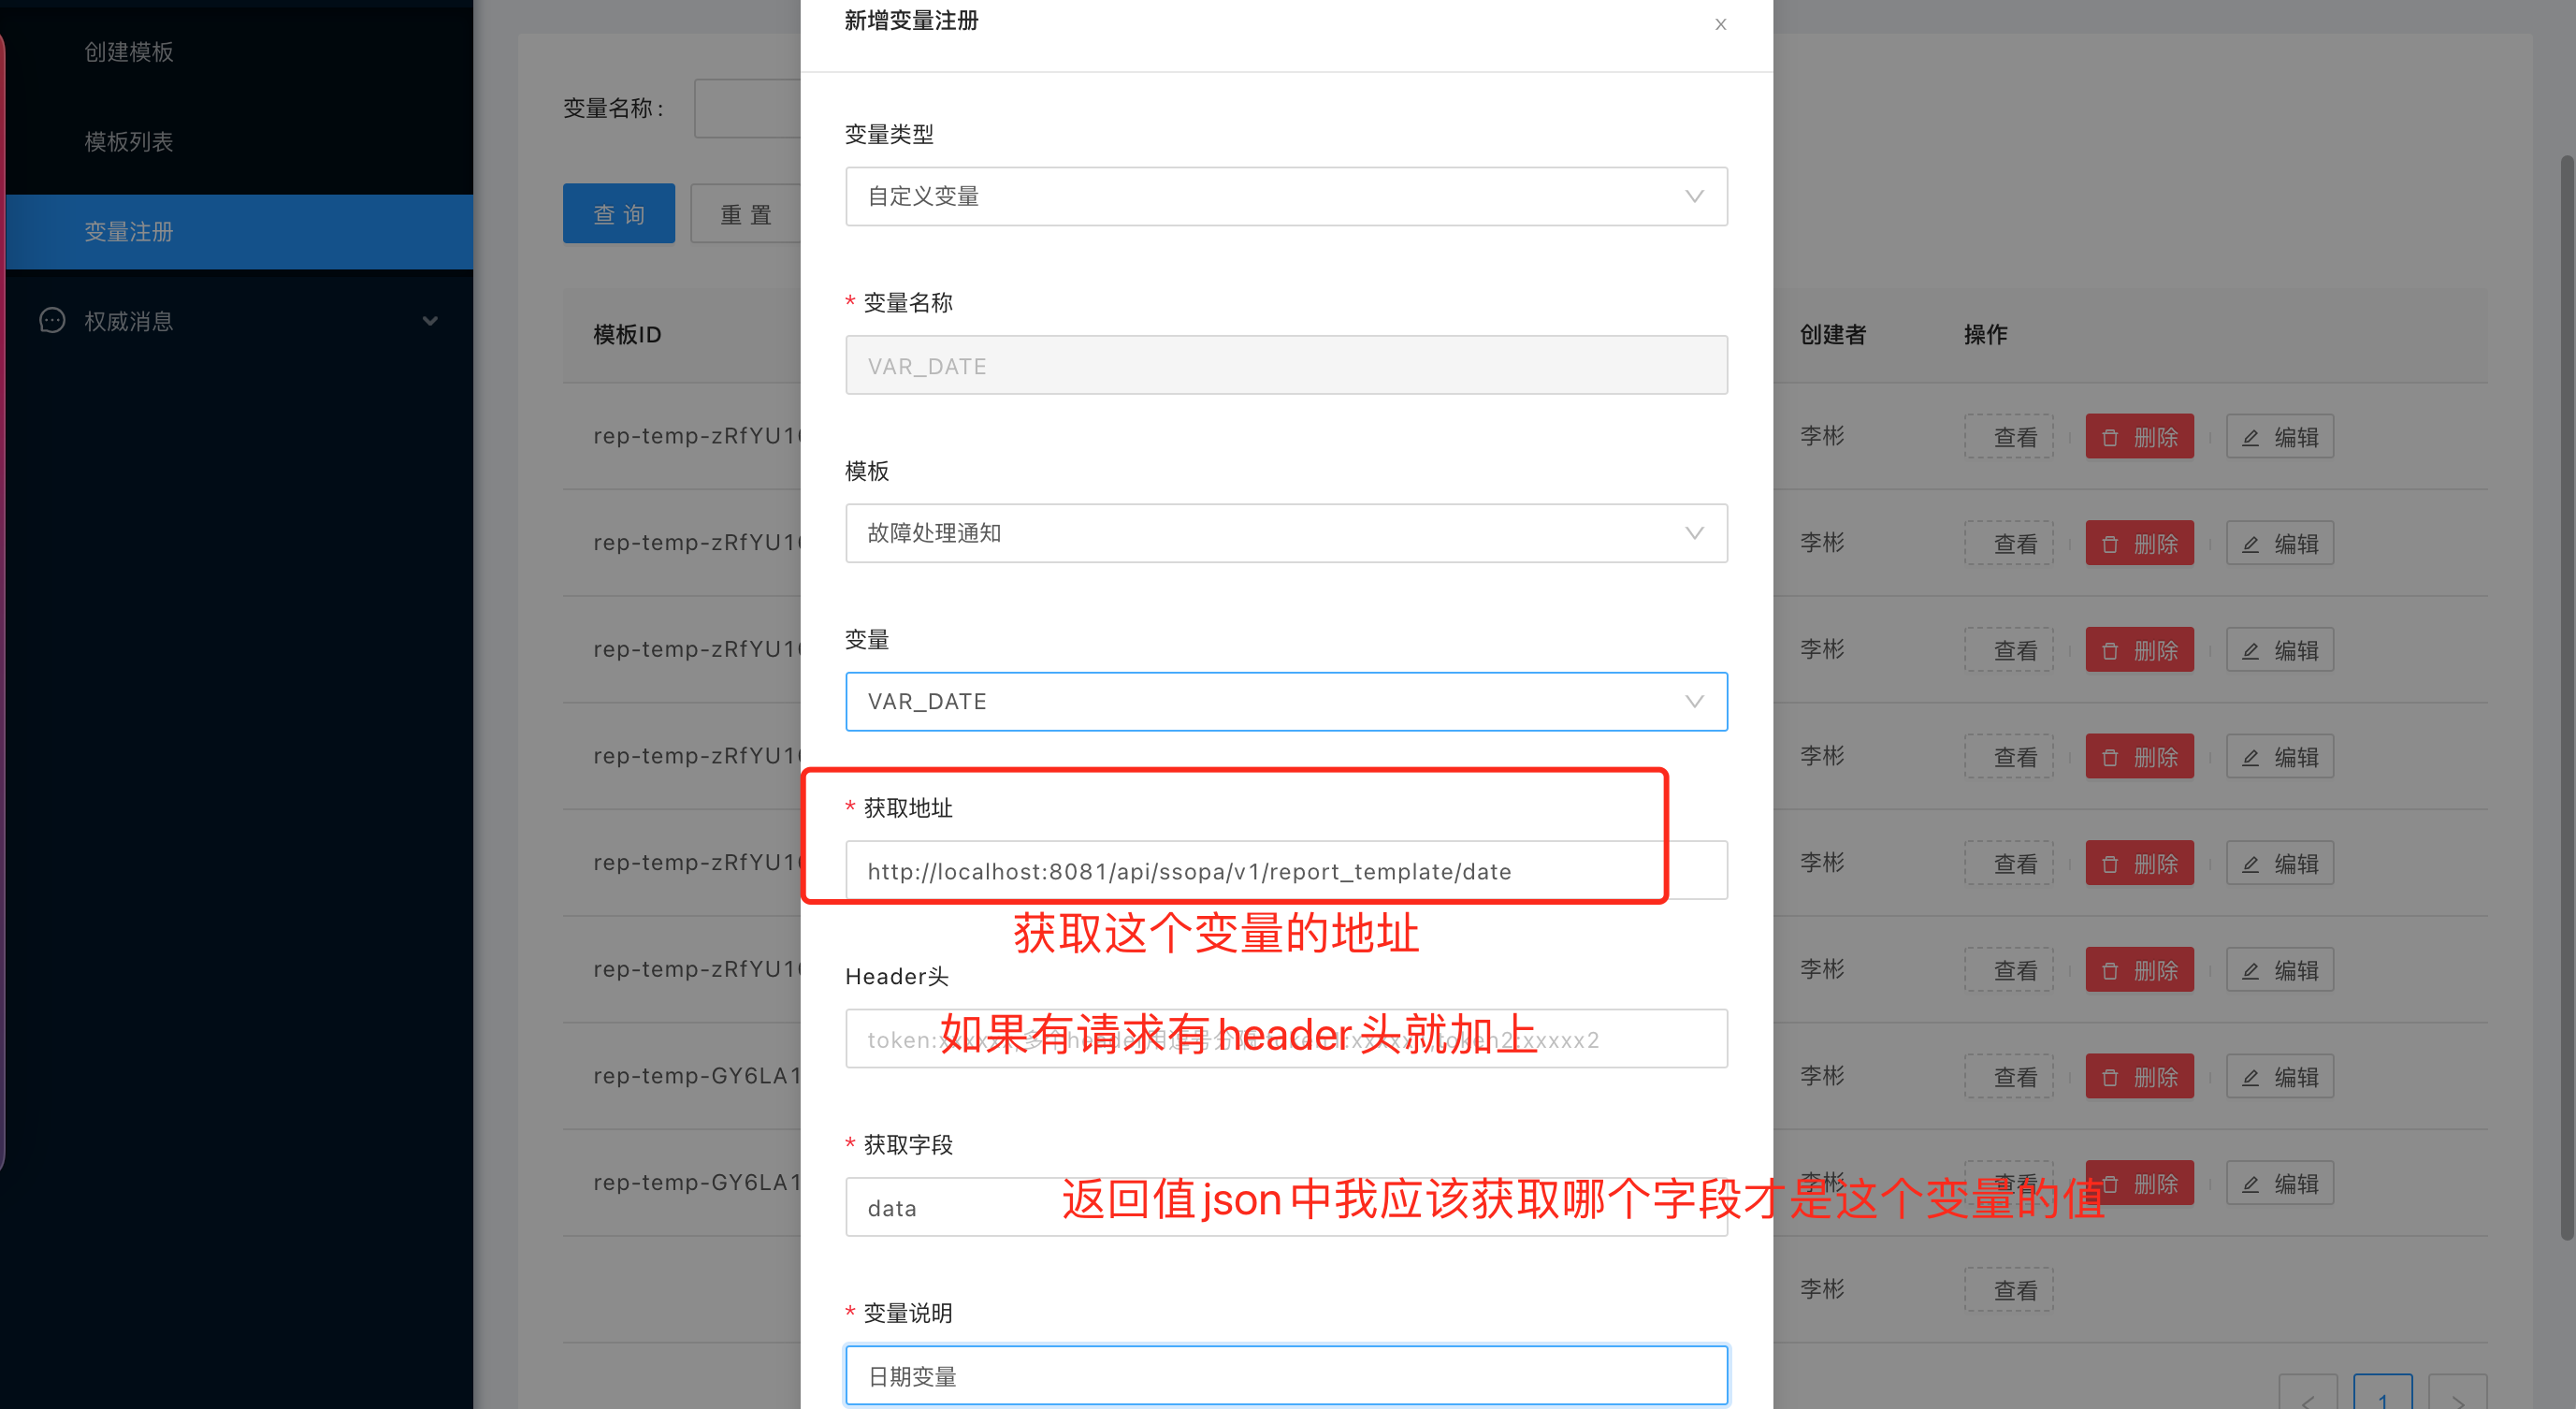 创建模板
模板列表
变量注册
权威消息
变量名称：
查 询
重 置
模板ID
创建者
操作
rep-temp-zRfYU1
李彬
查看
删除
编辑
rep-temp-zRfYU1
李彬
查看
删除
编辑
rep-temp-zRfYU1
李彬
查看
删除
编辑
rep-temp-zRfYU1
李彬
查看
删除
编辑
rep-temp-zRfYU1
李彬
查看
删除
编辑
rep-temp-zRfYU1
李彬
查看
删除
编辑
rep-temp-GY6LA1
李彬
查看
删除
编辑
rep-temp-GY6LA1
李彬
查看
删除
编辑
李彬
查看
1
新增变量注册
x
变量类型
自定义变量
* 变量名称
VAR_DATE
模板
故障处理通知
变量
VAR_DATE
* 获取地址
http://localhost:8081/api/ssopa/v1/report_template/date
获取这个变量的地址
Header头
如果有请求有header头就加上
* 获取字段
data
返回值json中我应该获取哪个字段才是这个变量的值
* 变量说明
日期变量